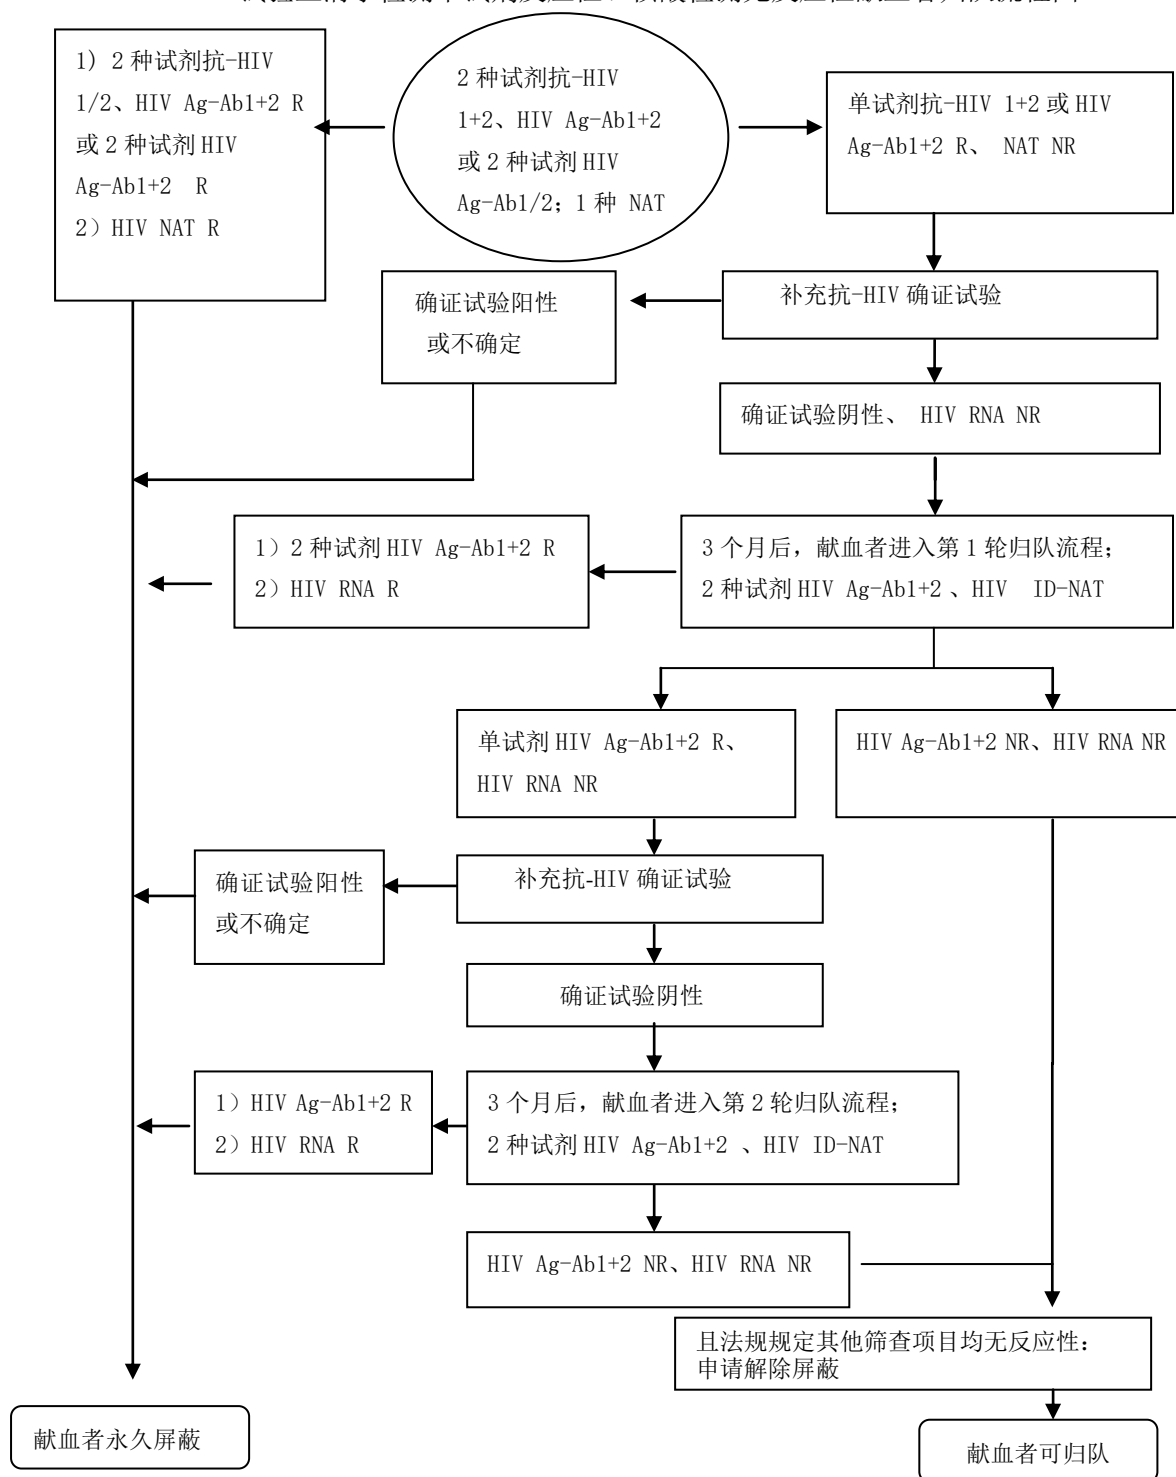 1) 2 种试剂抗-HIV
1/2、HIV Ag-Ab1+2 R
或 2 种试剂 HIV
Ag-Ab1+2 R
2）HIV NAT R
2 种试剂抗-HIV
1+2、HIV Ag-Ab1+2
或 2 种试剂 HIV
Ag-Ab1/2；1 种 NAT
单试剂抗-HIV 1+2 或 HIV
Ag-Ab1+2 R、 NAT NR
确证试验阳性
或不确定
补充抗-HIV 确证试验
确证试验阴性、 HIV RNA NR
1）2 种试剂 HIV Ag-Ab1+2 R
2）HIV RNA R
3 个月后，献血者进入第 1 轮归队流程；
2 种试剂 HIV Ag-Ab1+2 、HIV ID-NAT
单试剂 HIV Ag-Ab1+2 R、
HIV RNA NR
HIV Ag-Ab1+2 NR、HIV RNA NR
确证试验阳性
或不确定
补充抗-HIV 确证试验
确证试验阴性
1）HIV Ag-Ab1+2 R
2）HIV RNA R
3 个月后，献血者进入第 2 轮归队流程；
2 种试剂 HIV Ag-Ab1+2 、HIV ID-NAT
HIV Ag-Ab1+2 NR、HIV RNA NR
且法规规定其他筛查项目均无反应性：
申请解除屏蔽
献血者永久屏蔽
献血者可归队